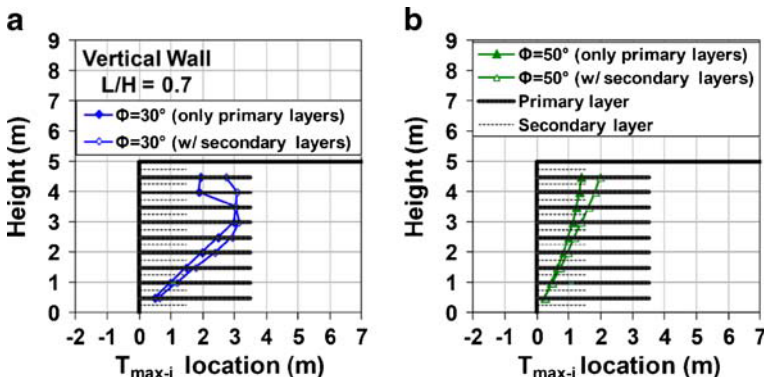 a
9
8
7
6
5
4
3
2
1
0
Height (m)
Vertical Wall
L/H = 0.7
Φ=30° (only primary layers)
Φ=30° (w/ secondary layers)
-2 -1 0 1 2 3 4 5 6 7
Tmax-i location (m)
b
9
8
7
6
5
4
3
2
1
0
Height (m)
Φ=50° (only primary layers)
Φ=50° (w/ secondary layers)
Primary layer
Secondary layer
-2 -1 0 1 2 3 4 5 6 7
Tmax-i location (m)